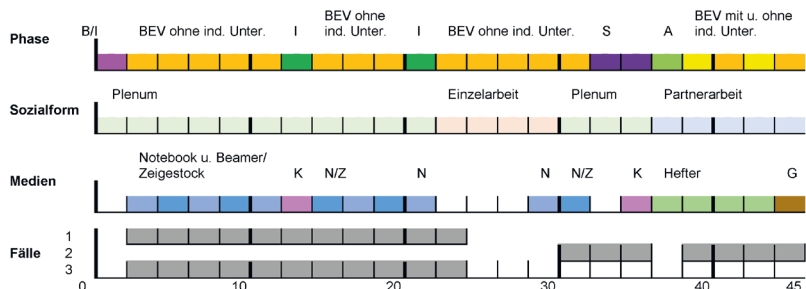 B/I
BEV ohne ind. Unter.
I
BEV ohne
ind. Unter.
I
BEV ohne ind. Unter.
S
A
BEV mit u. ohne
ind. Unter.
Phase
Plenum
Einzelarbeit
Plenum
Partnerarbeit
Sozialform
Notebook u. Beamer/
Zeigestock
K
N/Z
N
N
N/Z
K
Hefter
G
Medien
1
Fälle
2
3
0
10
20
30
40
45